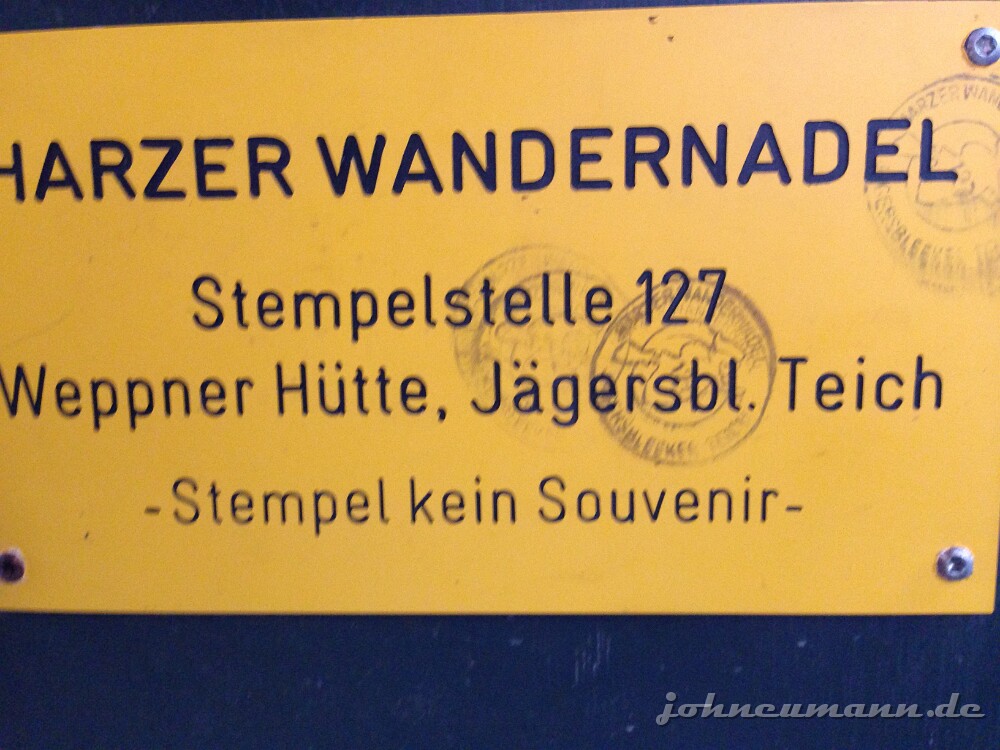 HARZER WANDERNADEL
Stempelstelle 127
Weppner Hütte, Jägersbl. Teich
-Stempel kein Souvenir-
johneumann.de